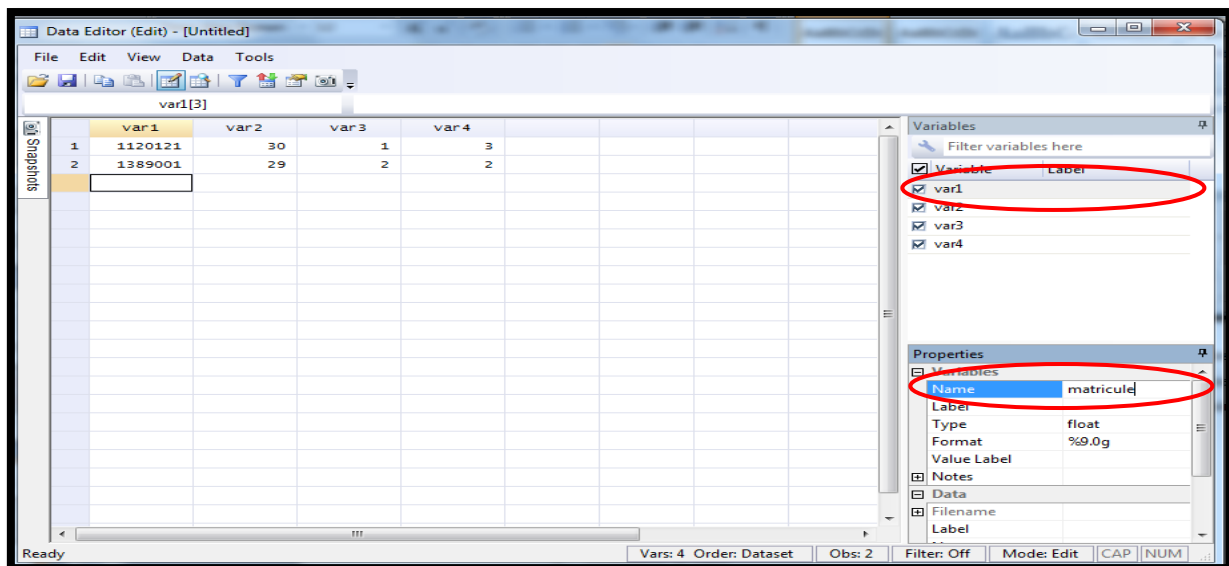 Data Editor (Edit) - [Untitled]
File Edit View Data Tools
var1[3]
Snapshots
var1 var2 var3 var4
1 1120121 30 1 3
2 1389001 29 2 2
Variables
Filter variables here
Variable Label
var1
var2
var3
var4
Properties
Variables
Name matricule
Label
Type float
Format %9.0g
Value Label
Notes
Data
Filename
Label
Ready Vars: 4 Order: Dataset Obs: 2 Filter: Off Mode: Edit CAP NUM